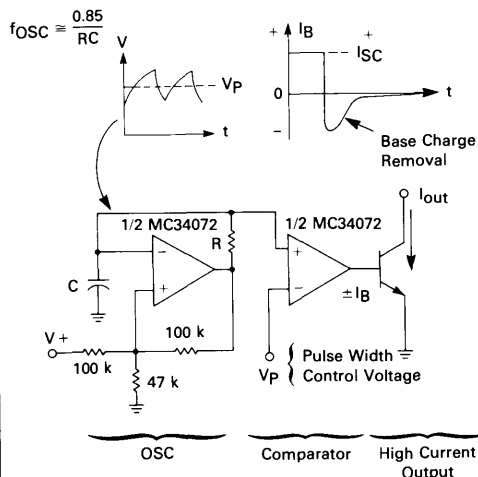 fOSC ≅ 0.85
RC
V
VP
t
+ IB
+
ISC
0
t
−
Base Charge
Removal
Iout
1/2 MC34072
1/2 MC34072
R
−
+
+
−
C
±IB
V+
100 k
100 k
47 k
VP
Pulse Width
Control Voltage
OSC
Comparator
High Current
Output